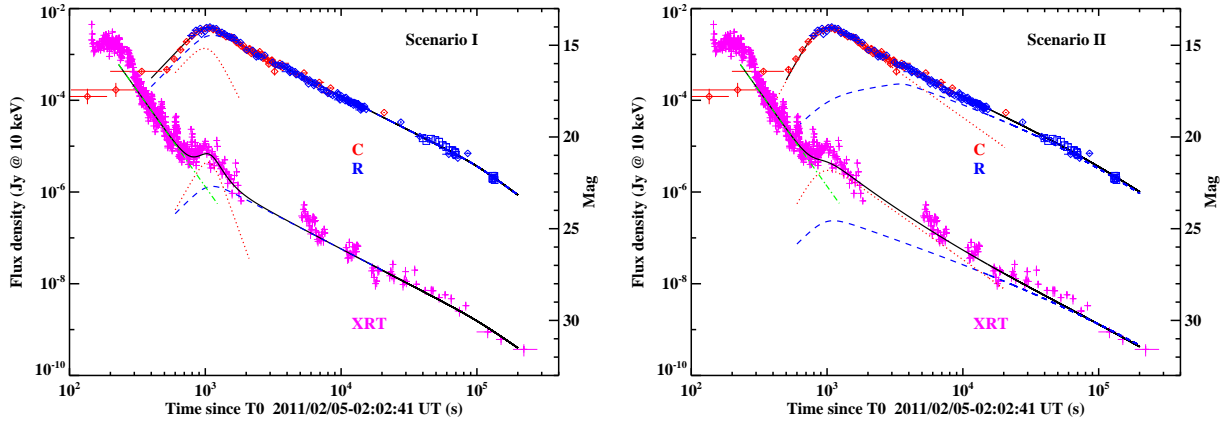 Scenario I
Flux density (Jy @ 10 keV)
10⁻²
10⁻⁴
10⁻⁶
10⁻⁸
10⁻¹⁰
C
R
XRT
15
20
25
30
Mag
10² 10³ 10⁴ 10⁵
Time since T0 2011/02/05-02:02:41 UT (s)
Scenario II
Flux density (Jy @ 10 keV)
10⁻²
10⁻⁴
10⁻⁶
10⁻⁸
10⁻¹⁰
C
R
XRT
15
20
25
30
Mag
10² 10³ 10⁴ 10⁵
Time since T0 2011/02/05-02:02:41 UT (s)